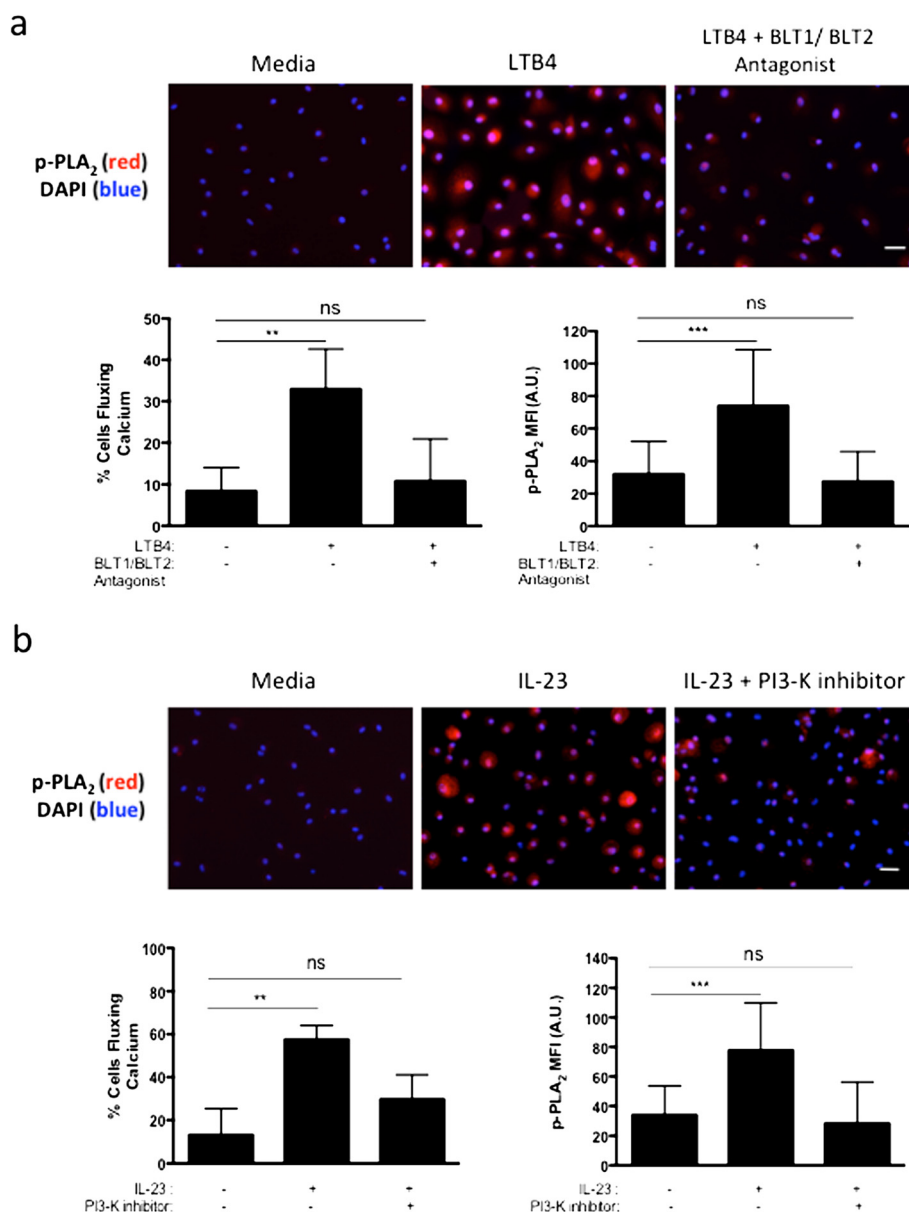 a
Media
LTB4
LTB4 + BLT1/ BLT2
Antagonist
p-PLA2 (red)
DAPI (blue)
ns
**
50
40
30
20
10
0
% Cells Fluxing
Calcium
LTB4: - + +
BLT1/BLT2: - - +
Antagonist
ns
***
120
100
80
60
40
20
0
p-PLA2 MFI (A.U.)
LTB4: - + +
BLT1/BLT2: - - +
Antagonist
b
Media
IL-23
IL-23 + PI3-K inhibitor
p-PLA2 (red)
DAPI (blue)
ns
**
100
80
60
40
20
0
% Cells Fluxing
Calcium
IL-23 : - + +
PI3-K inhibitor: - - +
ns
***
140
120
100
80
60
40
20
0
p-PLA2 MFI (A.U.)
IL-23 : - + +
PI3-K inhibitor: - - +